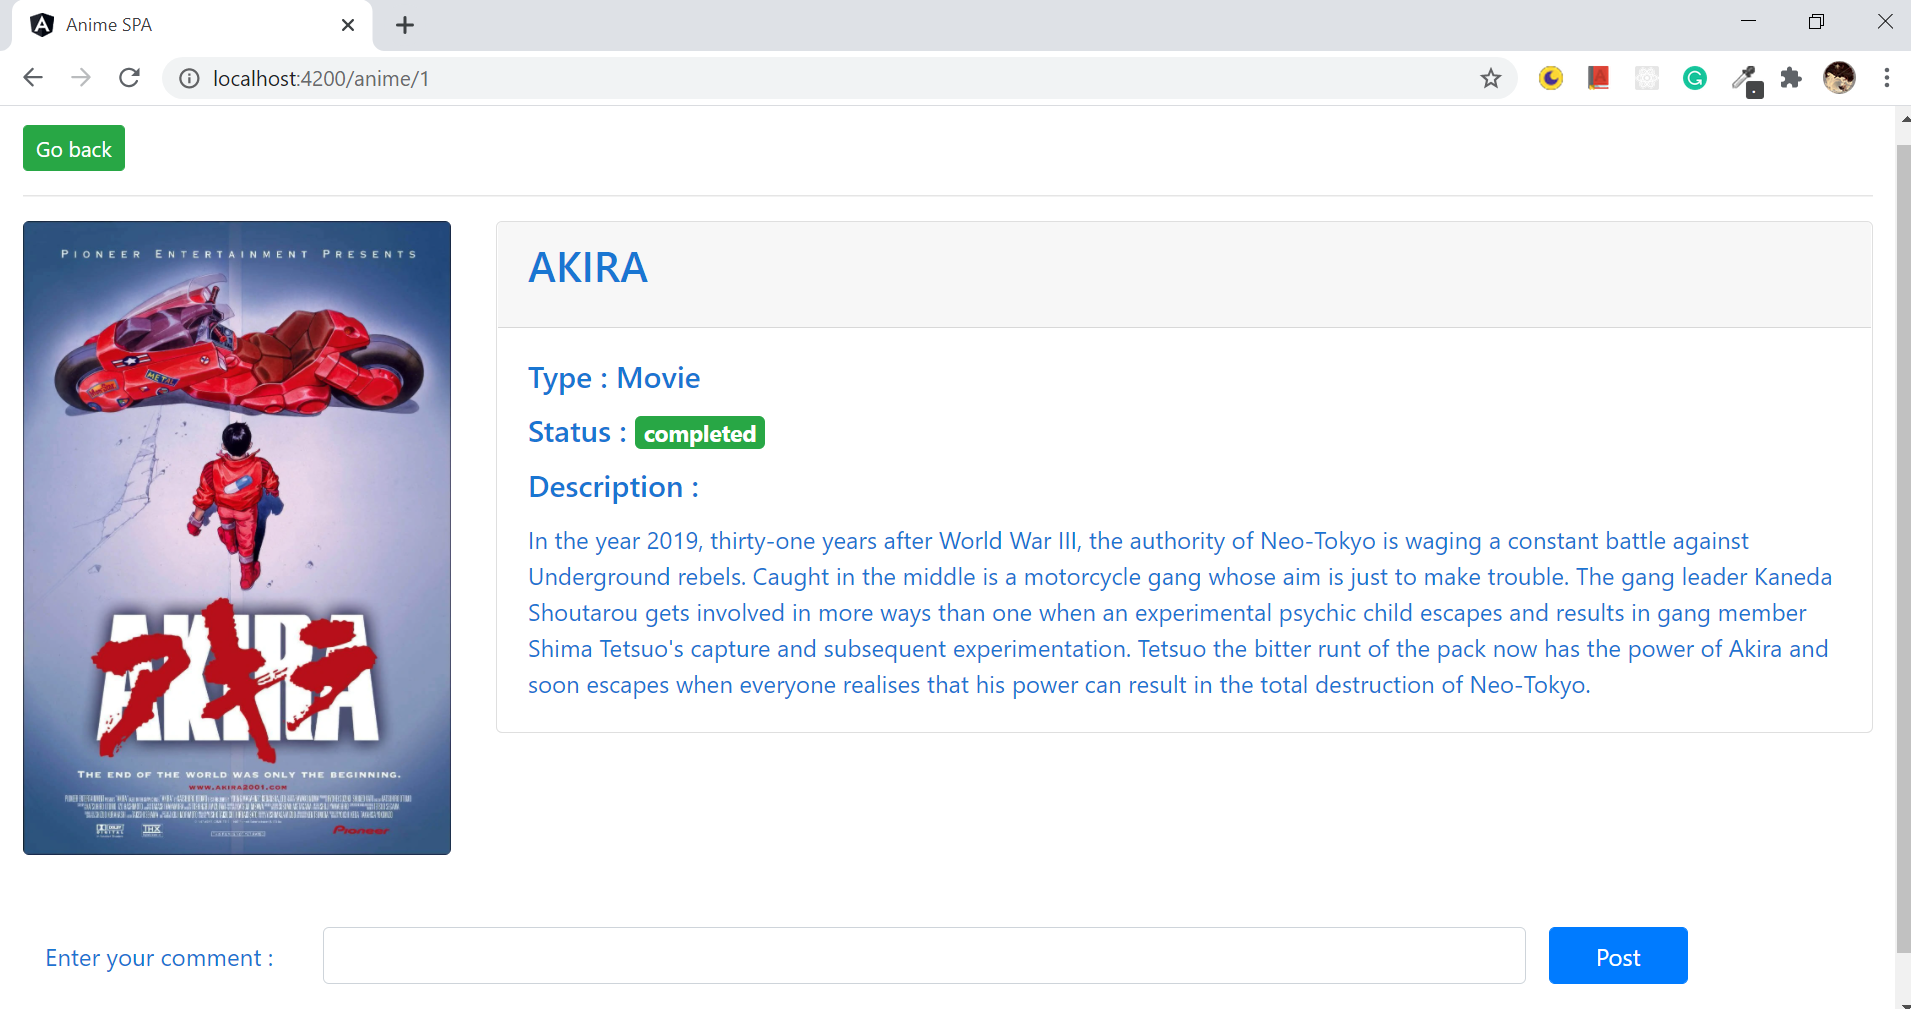 Anime SPA
localhost:4200/anime/1
Go back
PIONEER ENTERTAINMENT PRESENTS
METAL
AKIRA
アキラ
THE END OF THE WORLD WAS ONLY THE BEGINNING.
WWW.AKIRA2001.COM
DIGITAL
THX
Pioneer
AKIRA
Type : Movie
Status : completed
Description :
In the year 2019, thirty-one years after World War III, the authority of Neo-Tokyo is waging a constant battle against
Underground rebels. Caught in the middle is a motorcycle gang whose aim is just to make trouble. The gang leader Kaneda
Shoutarou gets involved in more ways than one when an experimental psychic child escapes and results in gang member
Shima Tetsuo's capture and subsequent experimentation. Tetsuo the bitter runt of the pack now has the power of Akira and
soon escapes when everyone realises that his power can result in the total destruction of Neo-Tokyo.
Enter your comment :
Post